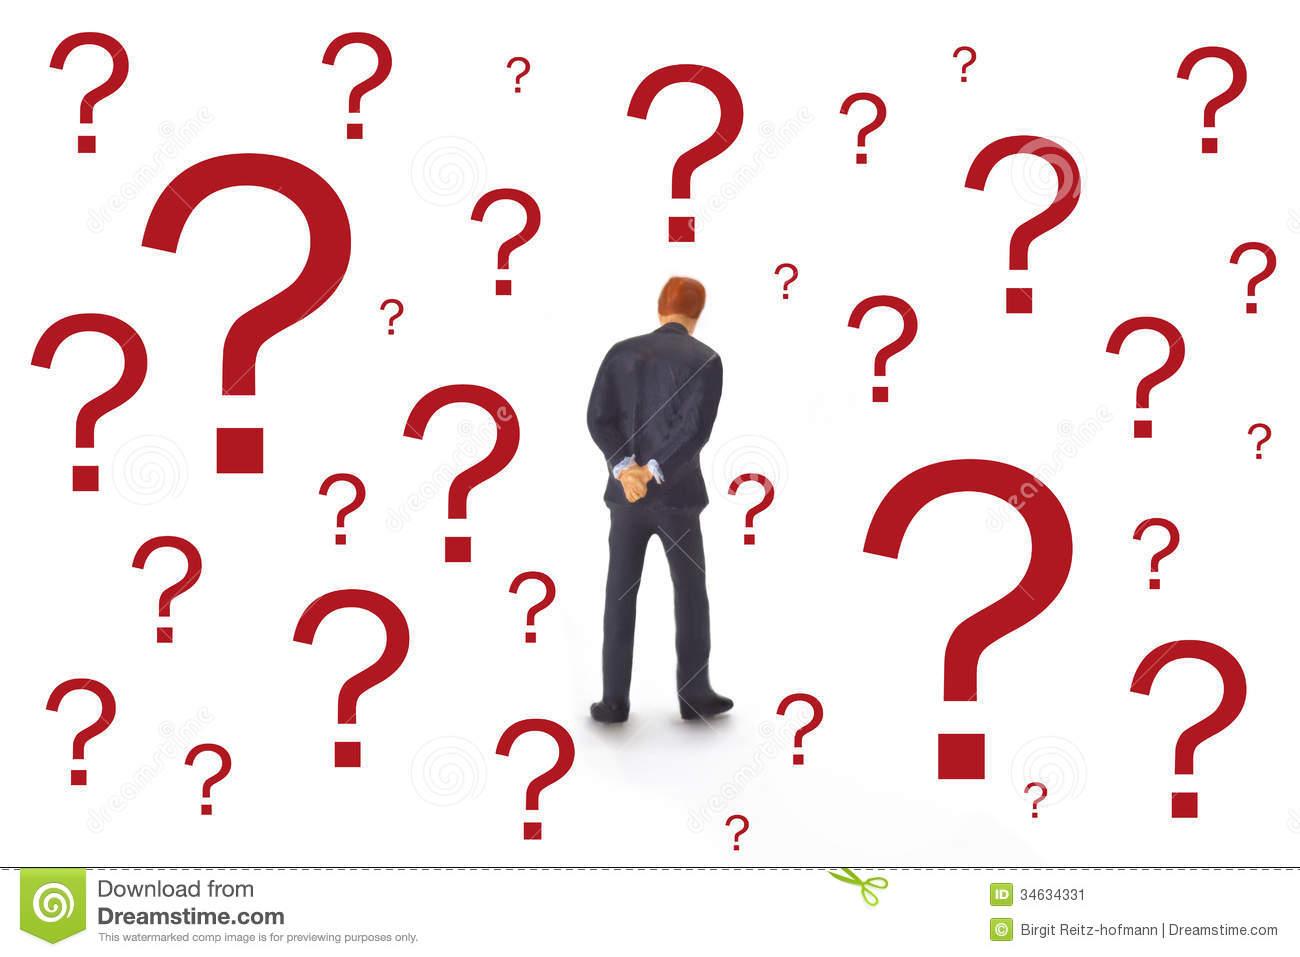 ? ? ? ? ? ? ?
? ? ? ?
? ? ? ? ? ?
? ? ? ? ? ?
? ? ? ? ?
? ? ? ? ? ? ? ?
dreamstime
Download from
Dreamstime.com
This watermarked comp image is for previewing purposes only.
ID 34634331
© Birgit Reitz-hofmann | Dreamstime.com